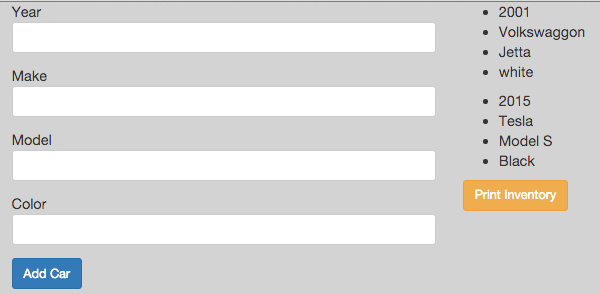 Year
Make
Model
Color
Add Car
2001
Volkswaggon
Jetta
white
2015
Tesla
Model S
Black
Print Inventory